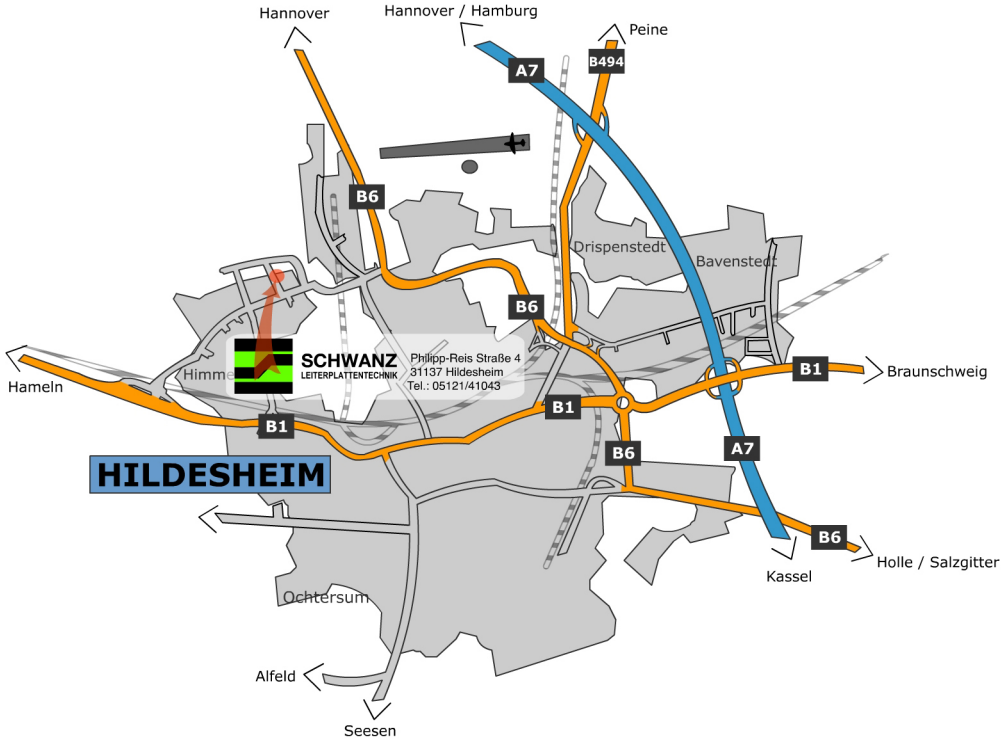 Hannover
Hannover / Hamburg
Peine
B494
A7
B6
Drispenstedt
Bavenstedt
B6
SCHWANZ
LEITERPLATTENTECHNIK
Philipp-Reis Straße 4
31137 Hildesheim
Tel.: 05121/41043
Himme
Hameln
B1
Braunschweig
B1
B1
B6
A7
HILDESHEIM
B6
Holle / Salzgitter
Kassel
Ochtersum
Alfeld
Seesen